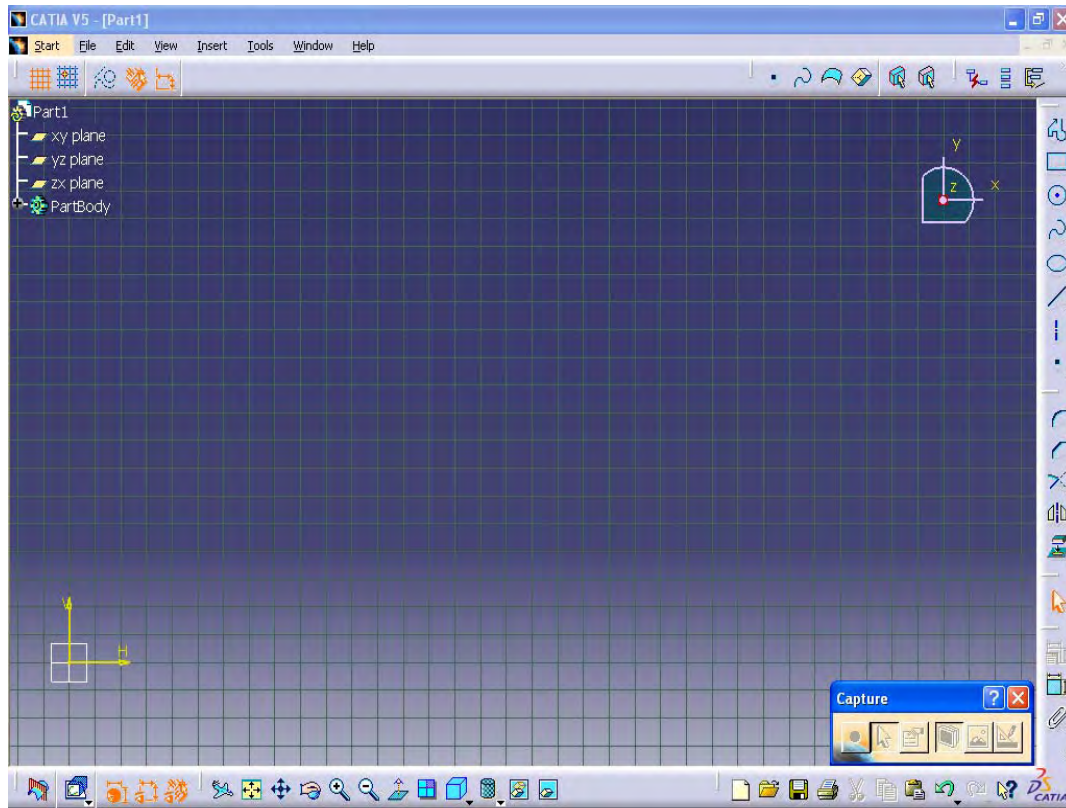 CATIA V5 - [Part1]
Start File Edit View Insert Tools Window Help
Part1
xy plane
yz plane
zx plane
PartBody
y
z x
V
H
Capture
CATIA